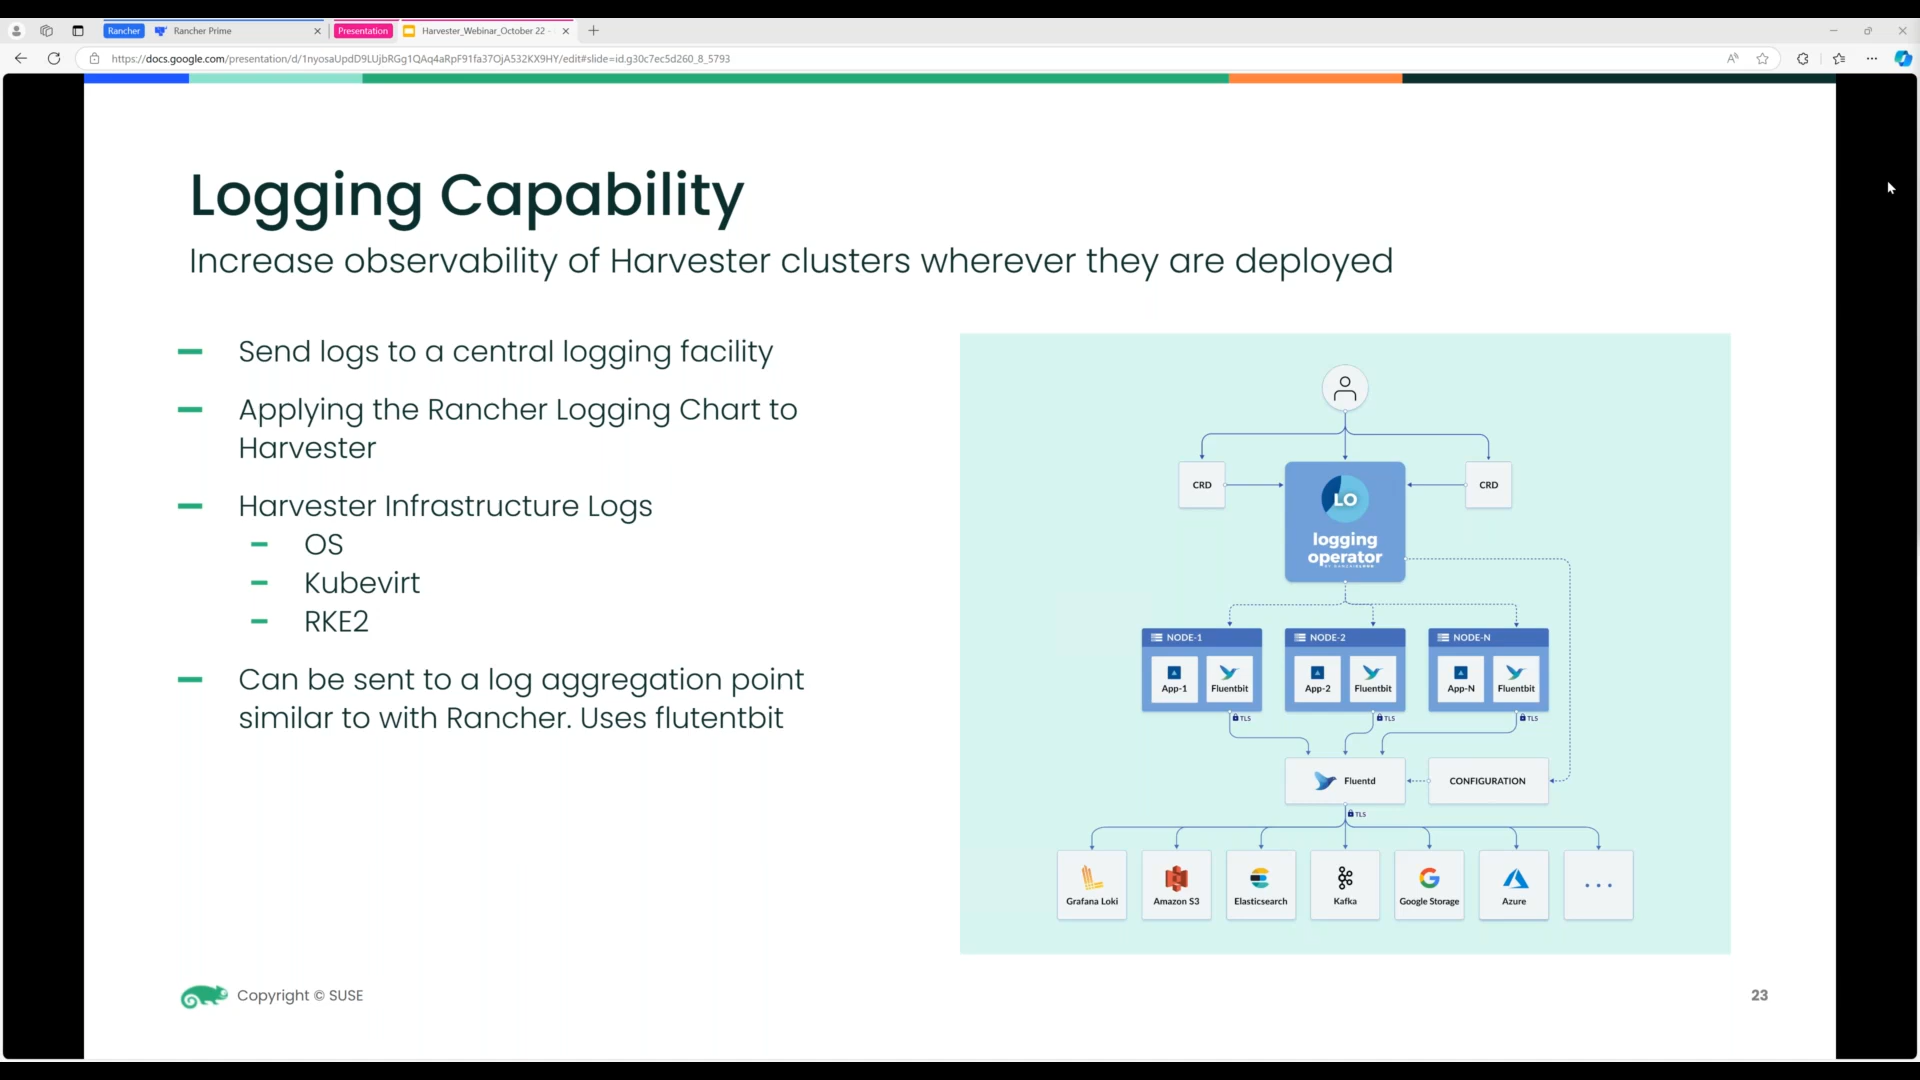 Rancher
Rancher Prime
Presentation
Harvester_Webinar_October 22 -
https://docs.google.com/presentation/d/1nyosaUpdD9LUjbRGg1QAq4aRpF91fa37OjA532KX9HY/edit#slide=id.g30c7ec5d260_8_5793
Logging Capability
Increase observability of Harvester clusters wherever they are deployed
Send logs to a central logging facility
Applying the Rancher Logging Chart to
Harvester
Harvester Infrastructure Logs
OS
Kubevirt
RKE2
Can be sent to a log aggregation point
similar to with Rancher. Uses flutentbit
CRD
LO
logging
operator
CRD
NODE-1
NODE-2
NODE-N
App-1
Fluentbit
App-2
Fluentbit
App-N
Fluentbit
TLS
TLS
TLS
Fluentd
CONFIGURATION
TLS
Grafana Loki
Amazon S3
Elasticsearch
Kafka
Google Storage
Azure
...
Copyright © SUSE
23